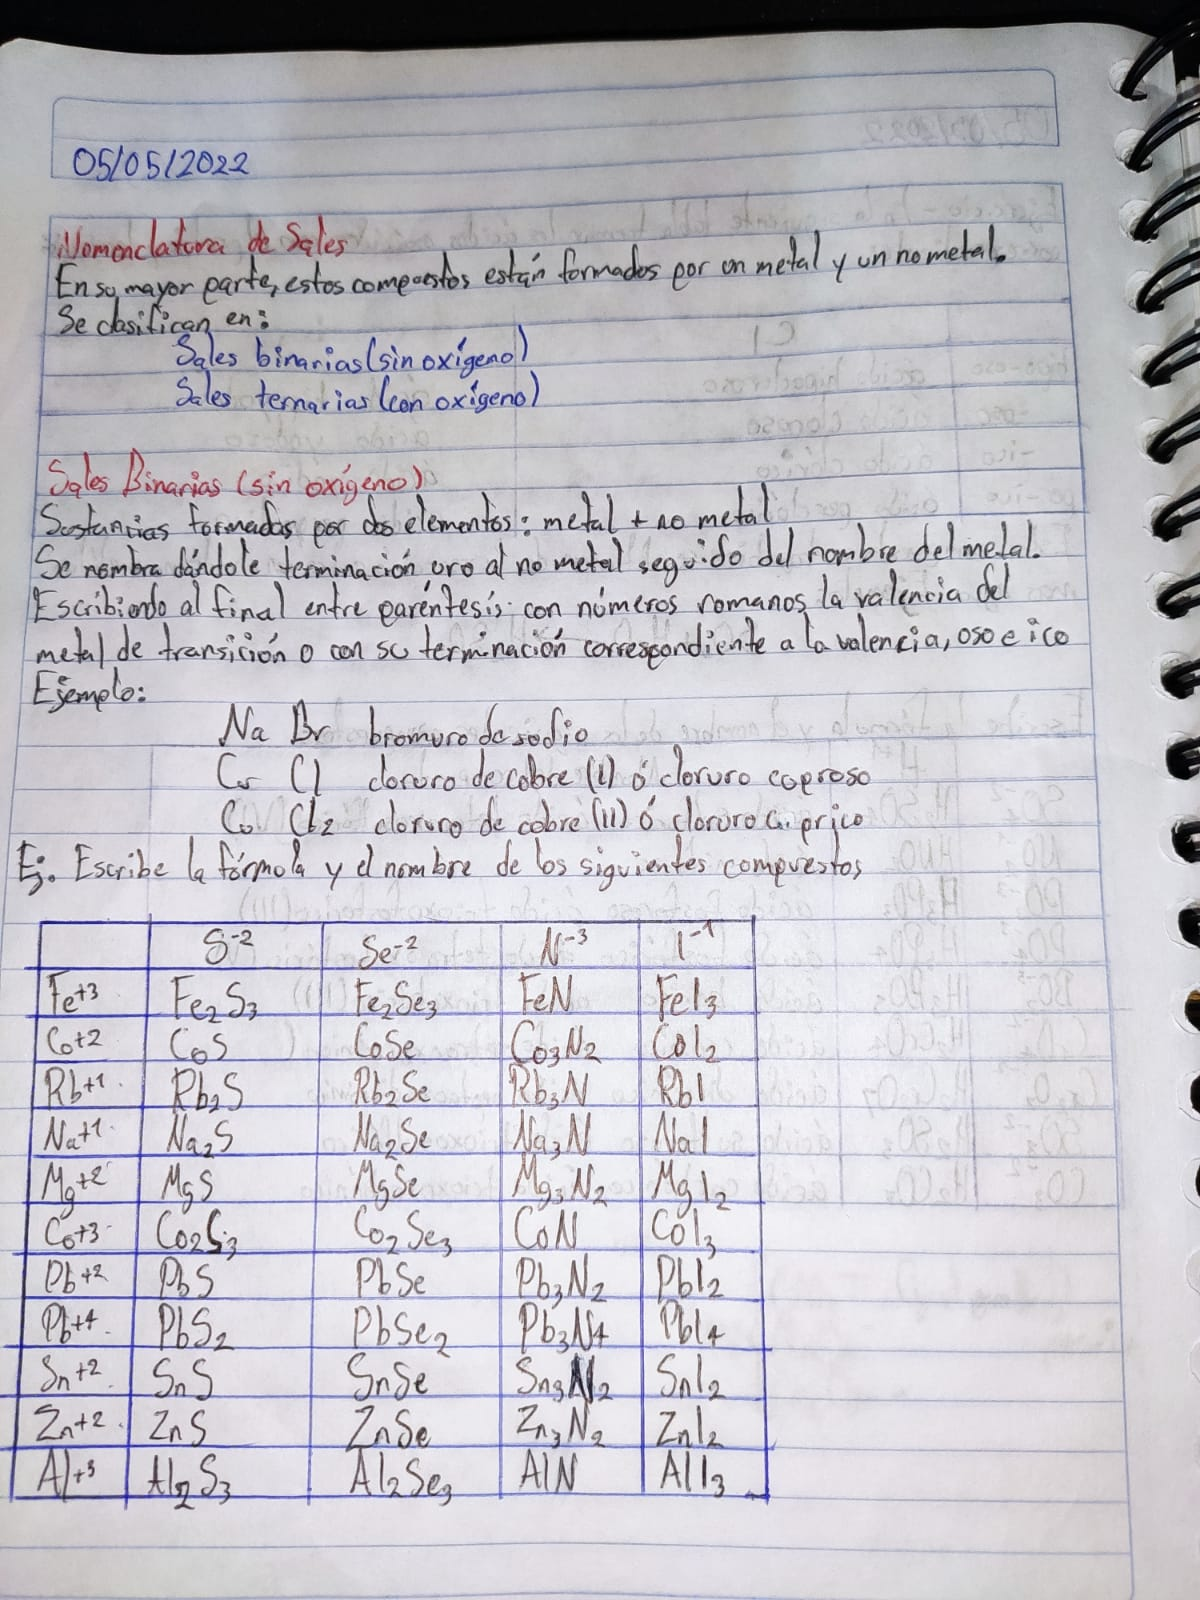 05/05/2022
Nomenclatura de Sales
En su mayor parte, estos compuestos están formados por un metal y un no metal.
Se clasifican en:
Sales binarias (sin oxígeno)
Sales ternarias (con oxígeno)
Sales Binarias (sin oxígeno)
Sustancias formadas por dos elementos: metal + no metal
Se nombra dándole terminación uro al no metal seguido del nombre del metal.
Escribiendo al final entre paréntesis con números romanos la valencia del
metal de transición o con su terminación correspondiente a la valencia, oso e ico
Ejemplo:
Na Br bromuro de sodio
Cu Cl cloruro de cobre (I) ó cloruro cuproso
Cu Cl₂ cloruro de cobre (II) ó cloruro cuprico
Ej. Escribe la fórmula y el nombre de los siguientes compuestos
S⁻² Se⁻² N⁻³ I⁻¹
Fe+3 Fe₂S₃ Fe₂Se₃ FeN FeI₃
Co+2 CoS CoSe Co₃N₂ CoI₂
Rb+1 Rb₂S Rb₂Se Rb₃N RbI
Na+1 Na₂S Na₂Se Na₃N NaI
Mg+2 MgS MgSe Mg₃N₂ MgI₂
Co+3 Co₂S₃ Co₂Se₃ CoN CoI₃
Pb+2 PbS PbSe Pb₃N₂ PbI₂
Pb+4 PbS₂ PbSe₂ Pb₃N₄ PbI₄
Sn+2 SnS SnSe Sn₃N₂ SnI₂
Zn+2 ZnS ZnSe Zn₃N₂ ZnI₂
Al+3 Al₂S₃ Al₂Se₃ AlN AlI₃